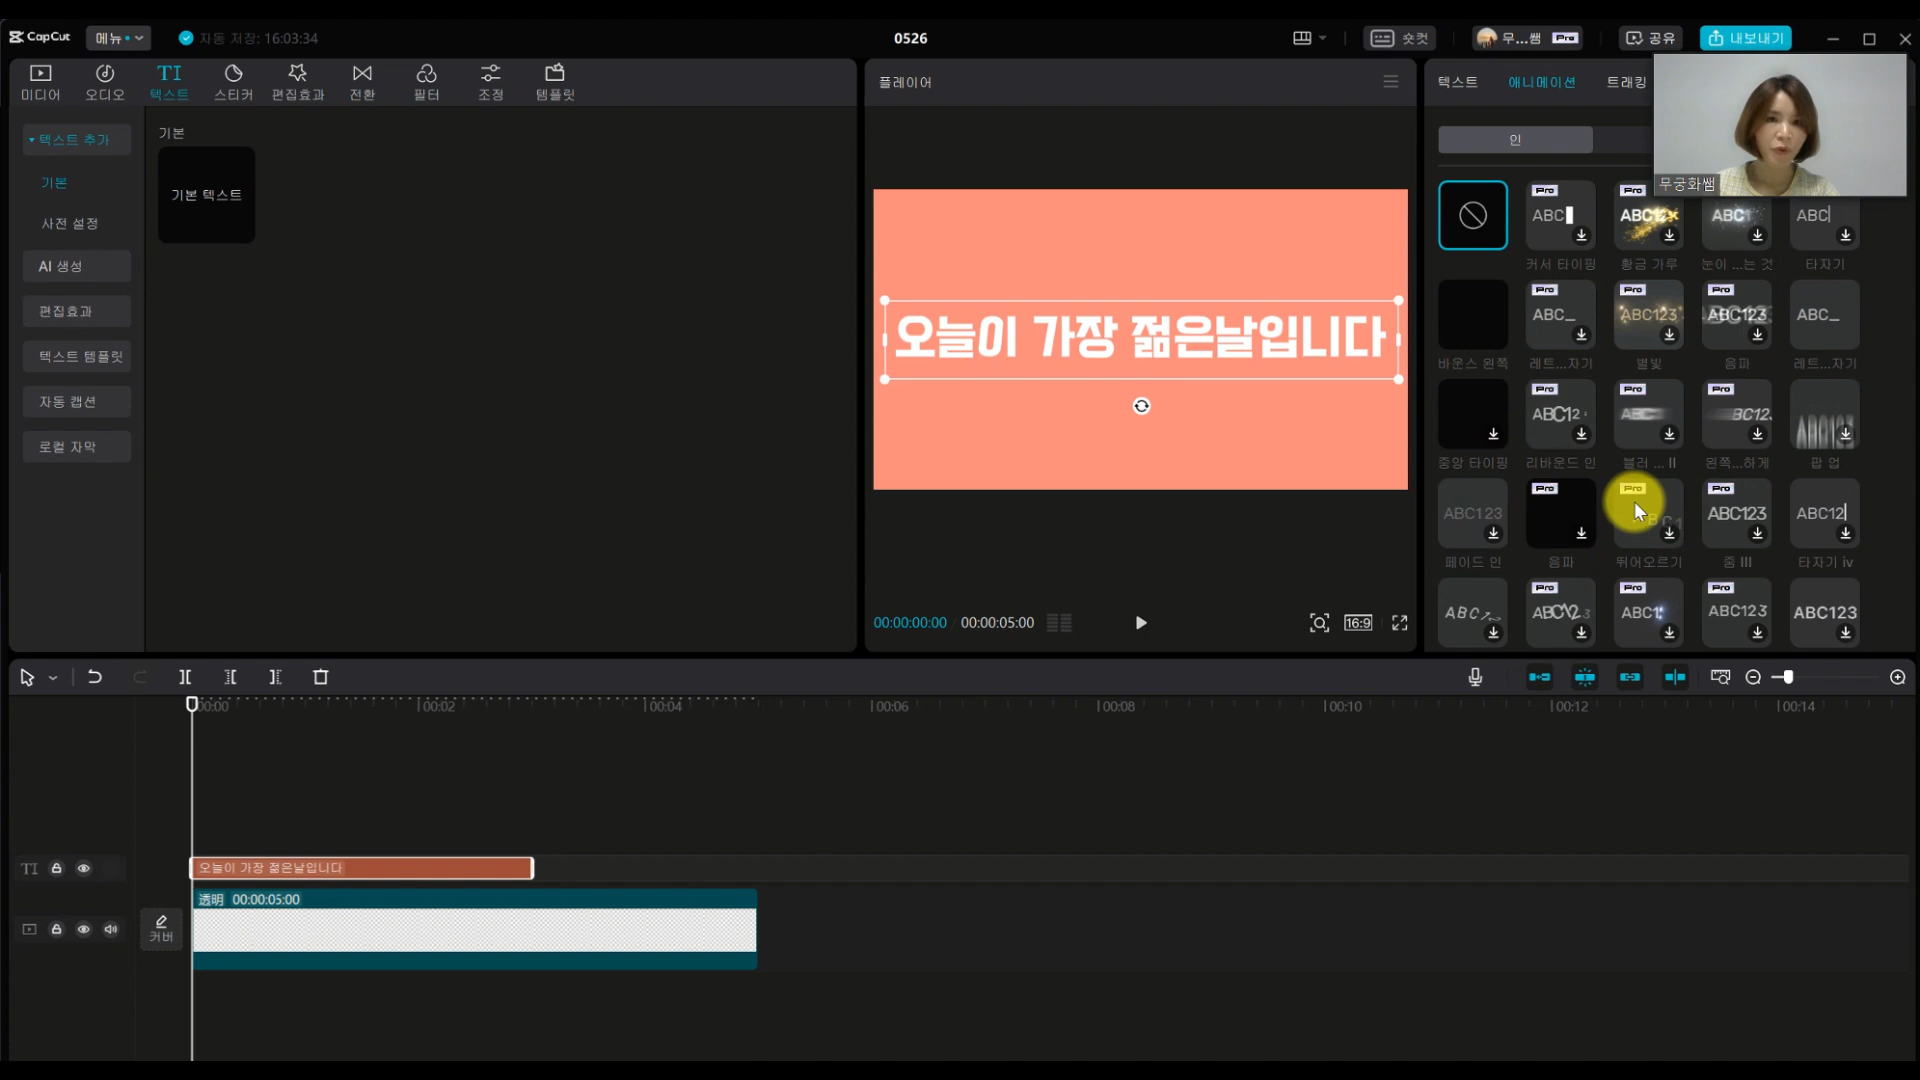 CapCut
메뉴
자동 저장: 16:03:34
0526
숏컷
무...쌤 Pro
공유
내보내기
미디어
오디오
텍스트
스티커
편집효과
전환
필터
조정
템플릿
텍스트 추가
기본
사전 설정
AI 생성
편집효과
텍스트 템플릿
자동 캡션
로컬 자막
기본
기본 텍스트
플레이어
오늘이 가장 젊은날입니다
00:00:00:00
00:00:05:00
16:9
텍스트
애니메이션
트래킹
인
무궁화쌤
Pro
ABC
Pro
ABC12
ABC1
ABC
커서 타이핑
황금 가루
눈이 ...는 것
타자기
Pro
ABC_
Pro
ABC123
Pro
ABC123
ABC_
바운스 왼쪽
레트...자기
별빛
음파
레트...자기
Pro
ABC12
Pro
ABC
Pro
BC123
ABC123
중앙 타이핑
리바운드 인
블러 ... II
왼쪽...하게
팝 업
ABC123
Pro
Pro
B C 1
Pro
ABC123
ABC12
페이드 인
음파
뛰어오르기
줌 III
타자기 iv
ABC
Pro
ABC123
Pro
ABC1
Pro
ABC123
ABC123
00:00
00:02
00:04
00:06
00:08
00:10
00:12
00:14
TI
오늘이 가장 젊은날입니다
커버
透明 00:00:05:00